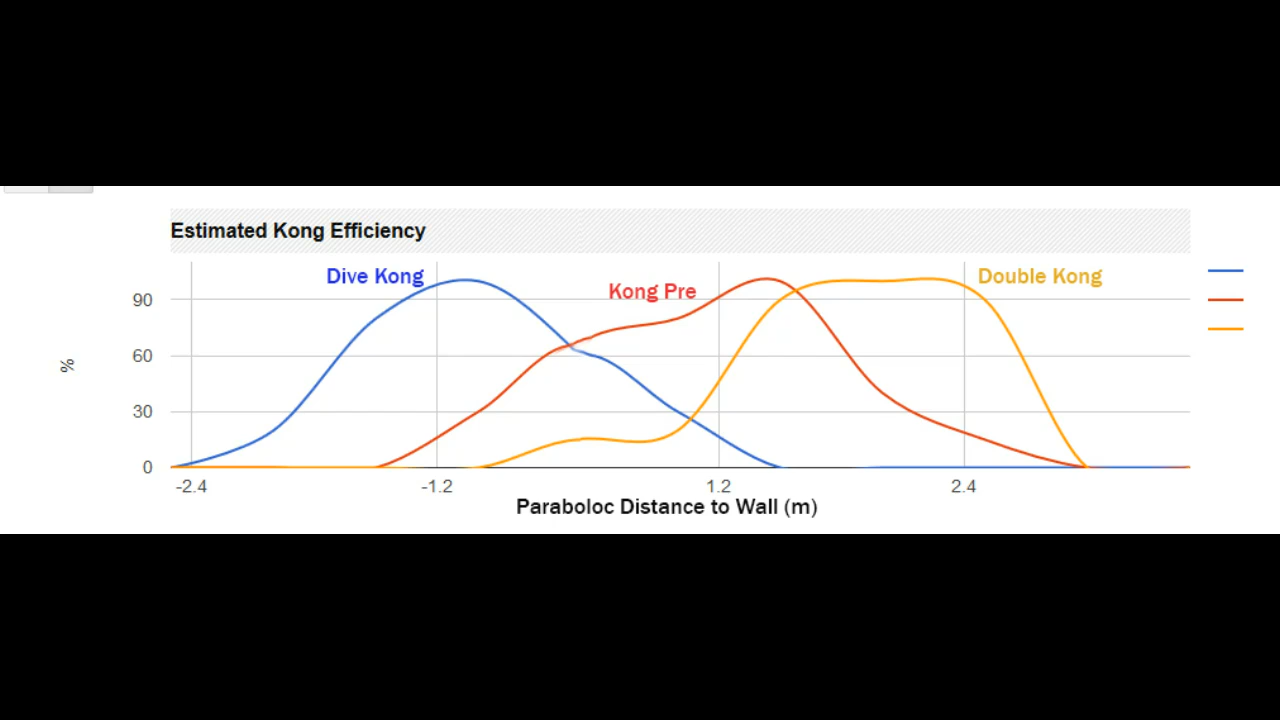 Estimated Kong Efficiency
Dive Kong
Kong Pre
Double Kong
90
60
30
0
%
-2.4
-1.2
1.2
2.4
Paraboloc Distance to Wall (m)